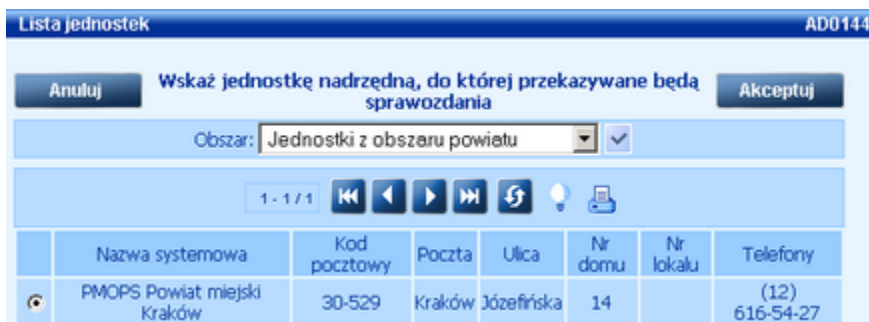 Lista jednostek AD0144
Anuluj Wskaż jednostkę nadrzędną, do której przekazywane będą sprawozdania Akceptuj
Obszar: Jednostki z obszaru powiatu
1 - 1 / 1
Nazwa systemowa Kod pocztowy Poczta Ulica Nr domu Nr lokalu Telefony
PMOPS Powiat miejski Kraków 30-529 Kraków Józefińska 14 (12) 616-54-27